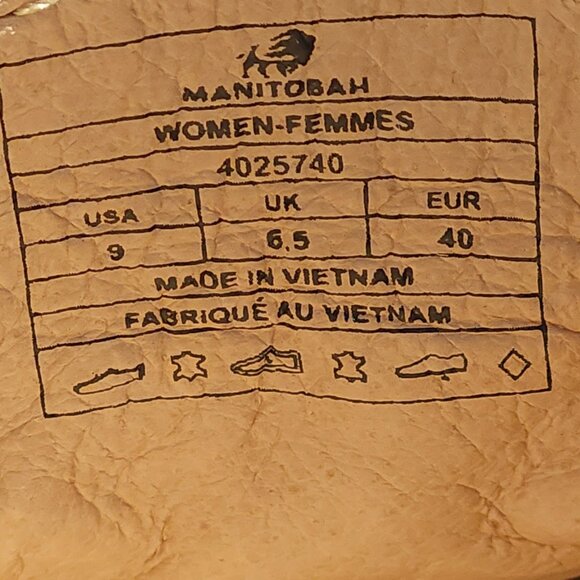 MANITOBAH
WOMEN-FEMMES
4025740
USA UK EUR
9 6.5 40
MADE IN VIETNAM
FABRIQUÉ AU VIETNAM